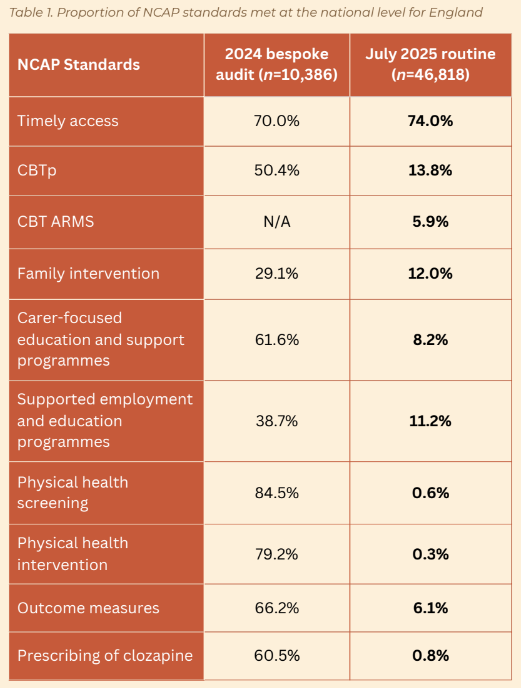 Table 1. Proportion of NCAP standards met at the national level for England
NCAP Standards
2024 bespoke
audit (n=10,386)
July 2025 routine
(n=46,818)
Timely access
70.0%
74.0%
CBTp
50.4%
13.8%
CBT ARMS
N/A
5.9%
Family intervention
29.1%
12.0%
Carer-focused
education and support
programmes
61.6%
8.2%
Supported employment
and education
programmes
38.7%
11.2%
Physical health
screening
84.5%
0.6%
Physical health
intervention
79.2%
0.3%
Outcome measures
66.2%
6.1%
Prescribing of clozapine
60.5%
0.8%